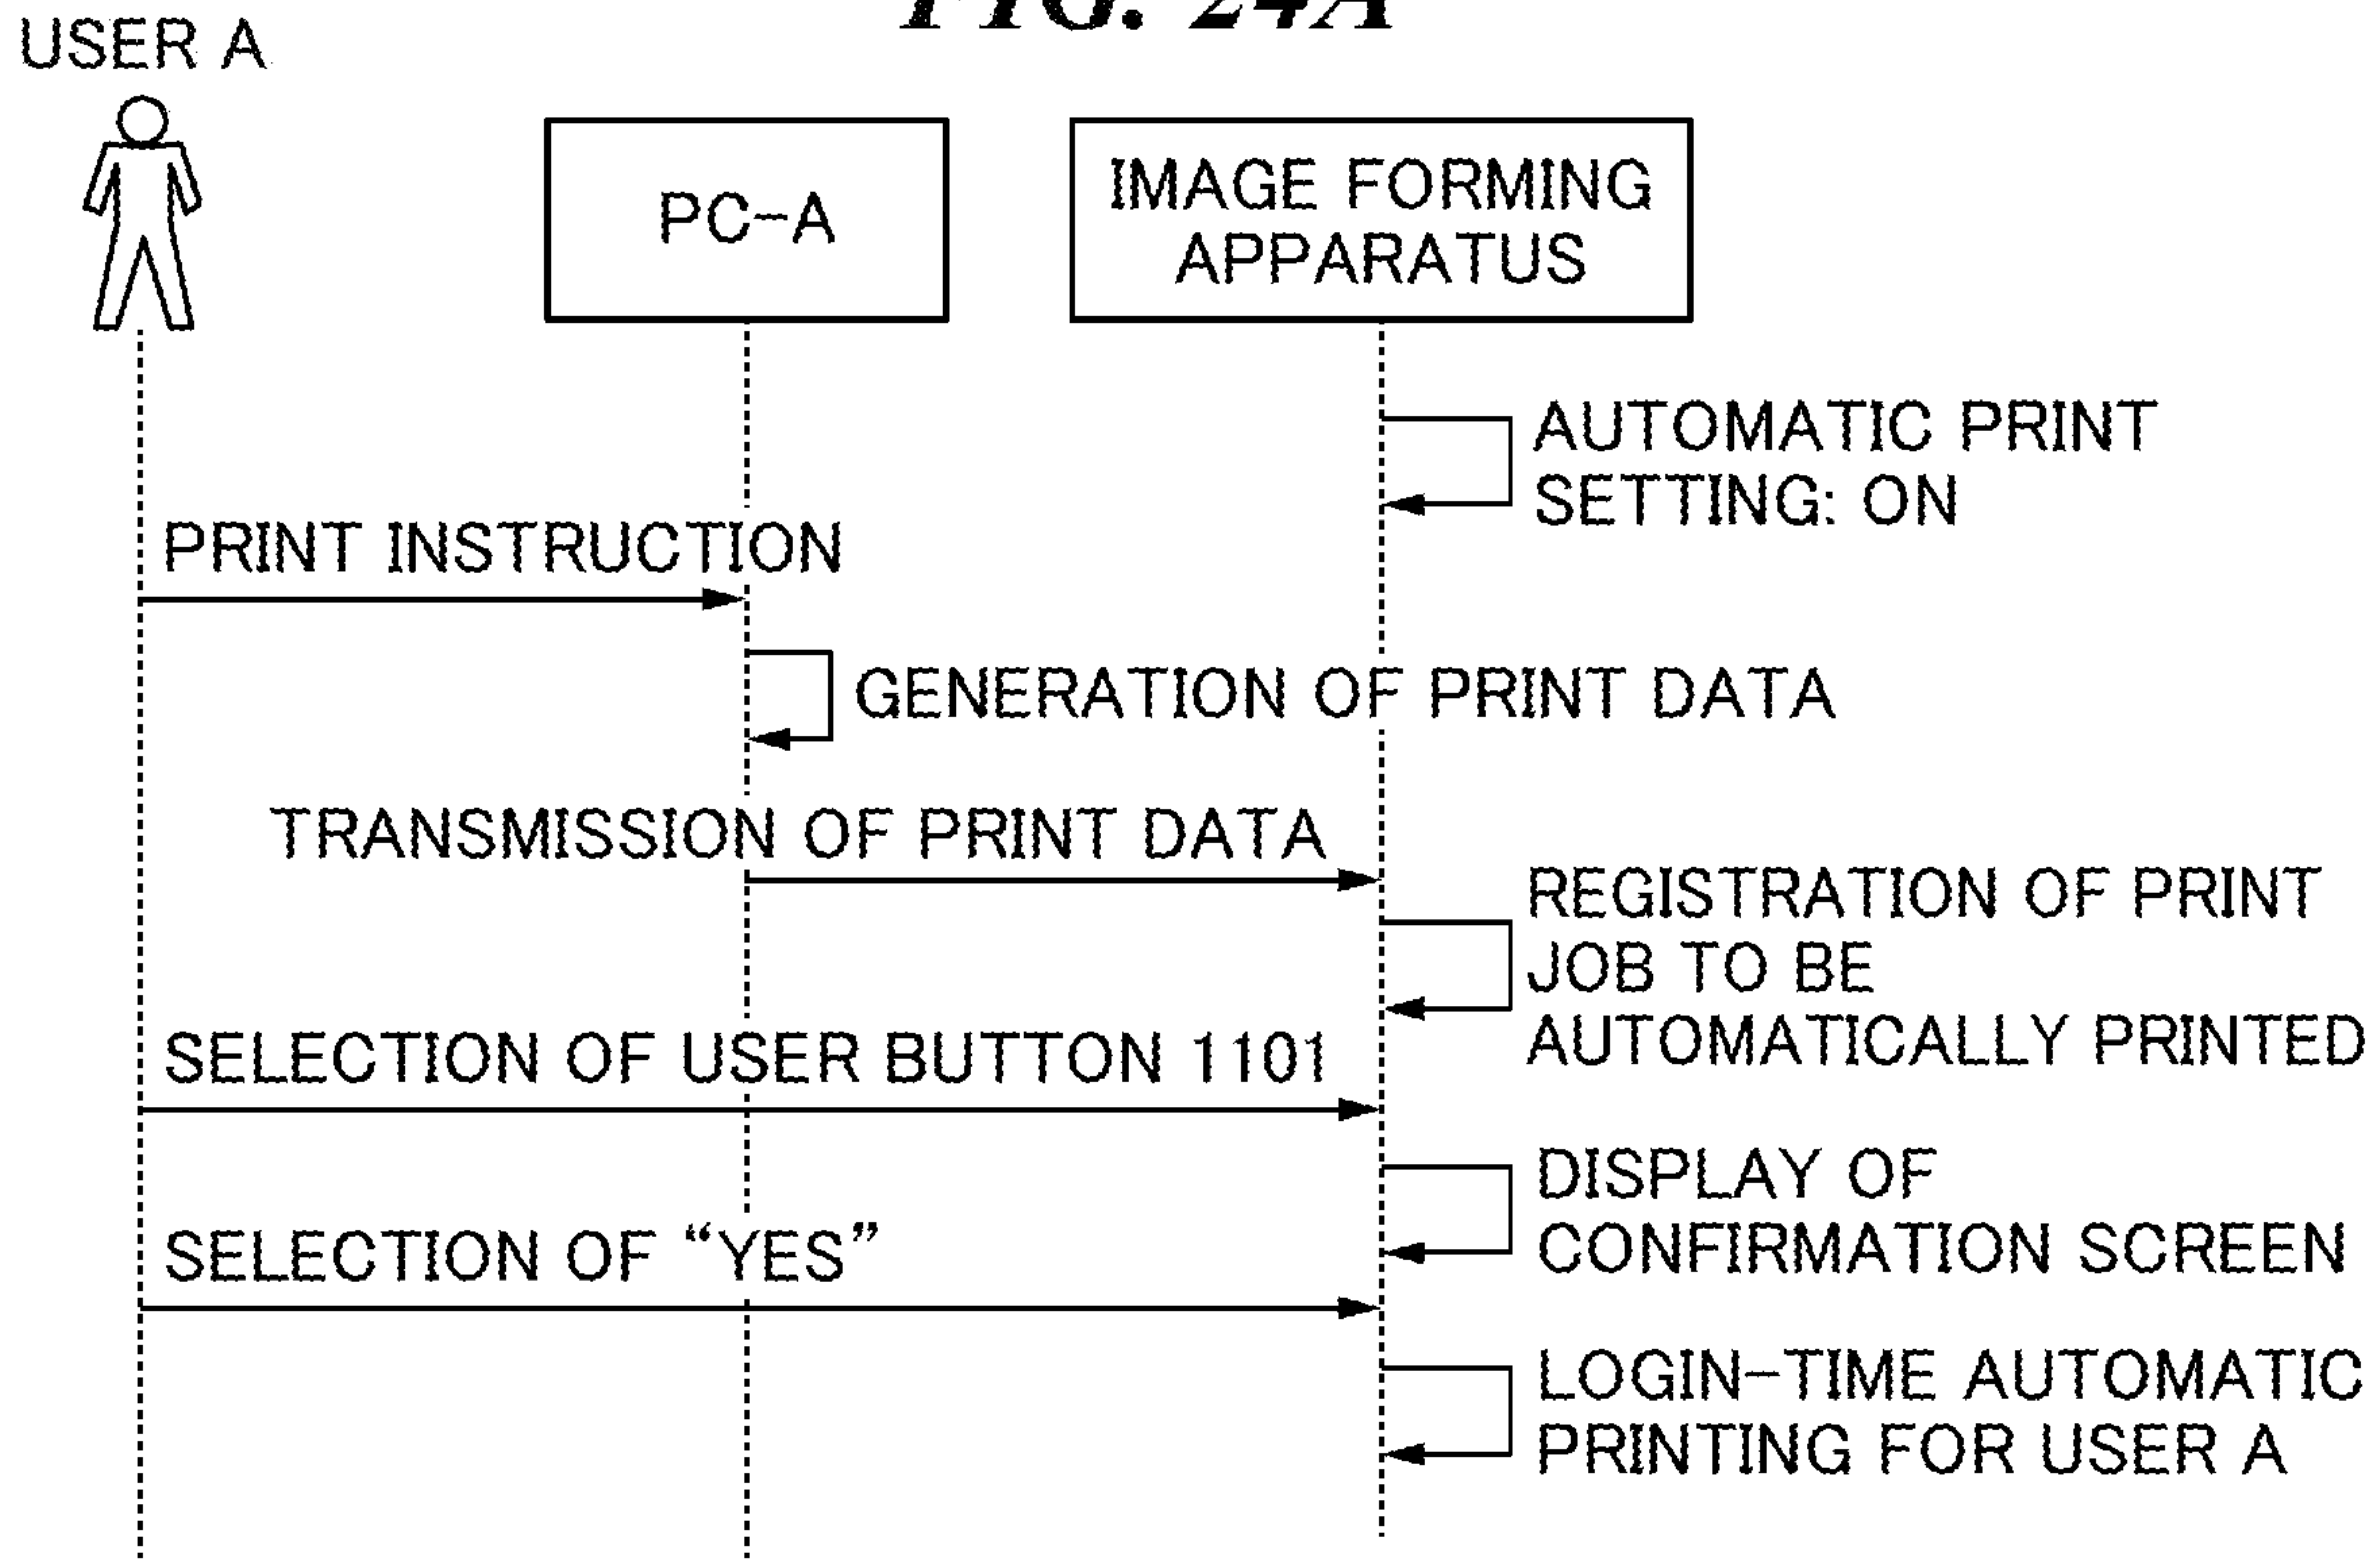 FIG. 24A
USER A
PC-A
IMAGE FORMING
APPARATUS
AUTOMATIC PRINT
SETTING: ON
PRINT INSTRUCTION
GENERATION OF PRINT DATA
TRANSMISSION OF PRINT DATA
REGISTRATION OF PRINT
JOB TO BE
AUTOMATICALLY PRINTED
SELECTION OF USER BUTTON 1101
DISPLAY OF
CONFIRMATION SCREEN
SELECTION OF “YES”
LOGIN-TIME AUTOMATIC
PRINTING FOR USER A